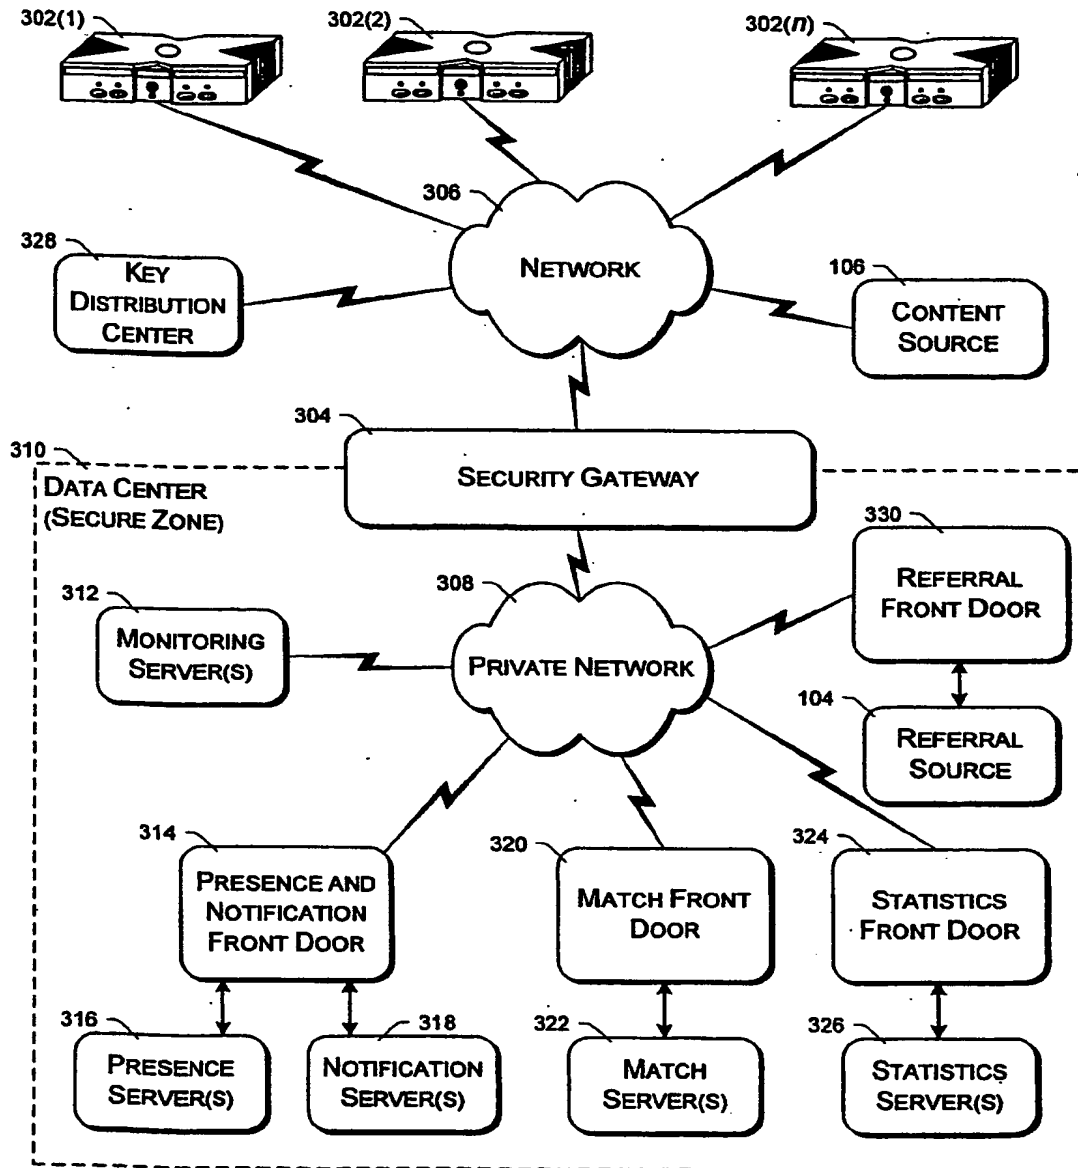 302(1)
302(2)
302(n)
306
NETWORK
328
KEY
DISTRIBUTION
CENTER
106
CONTENT
SOURCE
304
SECURITY GATEWAY
310
DATA CENTER
(SECURE ZONE)
330
REFERRAL
FRONT DOOR
308
PRIVATE NETWORK
312
MONITORING
SERVER(S)
104
REFERRAL
SOURCE
314
PRESENCE AND
NOTIFICATION
FRONT DOOR
320
MATCH FRONT
DOOR
324
STATISTICS
FRONT DOOR
316
PRESENCE
SERVER(S)
318
NOTIFICATION
SERVER(S)
322
MATCH
SERVER(S)
326
STATISTICS
SERVER(S)